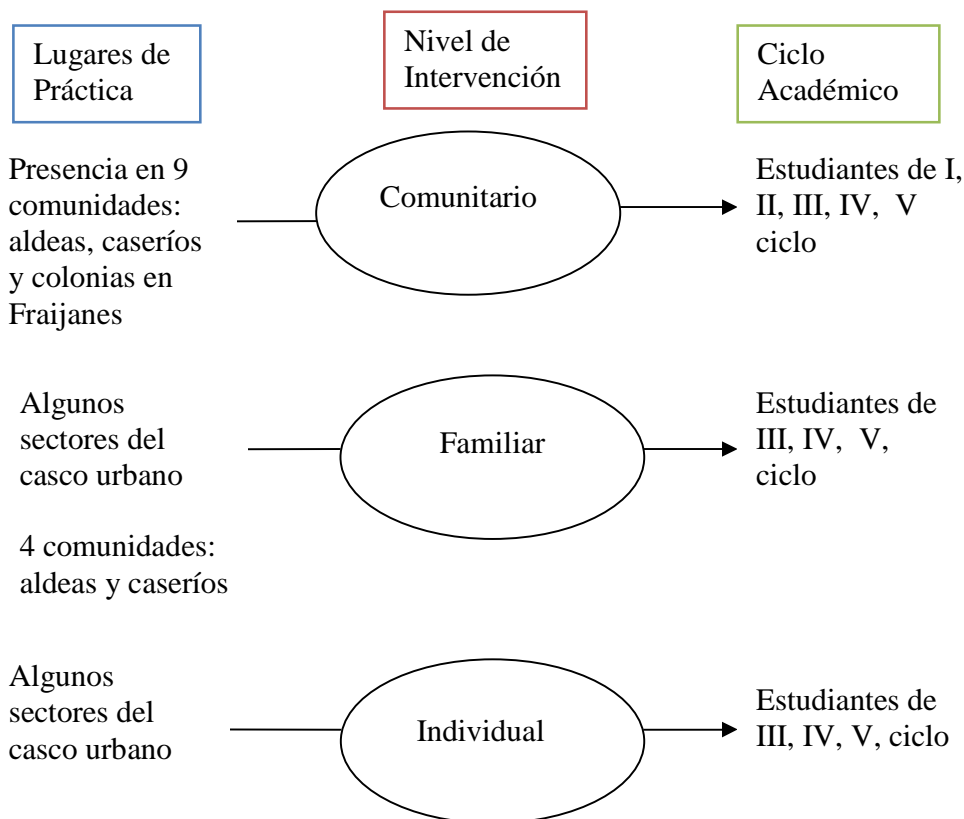 Lugares de
Práctica
Nivel de
Intervención
Ciclo
Académico
Presencia en 9
comunidades:
aldeas, caseríos
y colonias en
Fraijanes
Comunitario
Estudiantes de I,
II, III, IV, V
ciclo
Algunos
sectores del
casco urbano
4 comunidades:
aldeas y caseríos
Familiar
Estudiantes de
III, IV, V,
ciclo
Algunos
sectores del
casco urbano
Individual
Estudiantes de
III, IV, V, ciclo